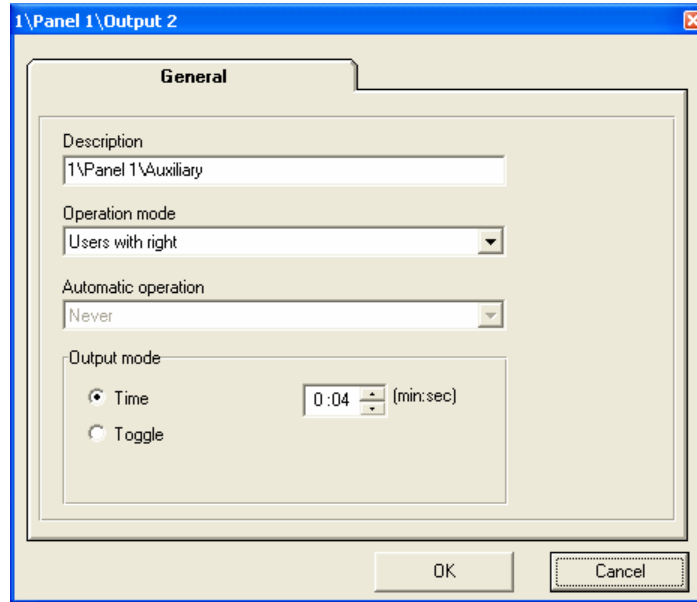 1\Panel 1\Output 2
General
Description
1\Panel 1\Auxiliary
Operation mode
Users with right
Automatic operation
Never
Output mode
Time 0 :04 (min:sec)
Toggle
OK Cancel